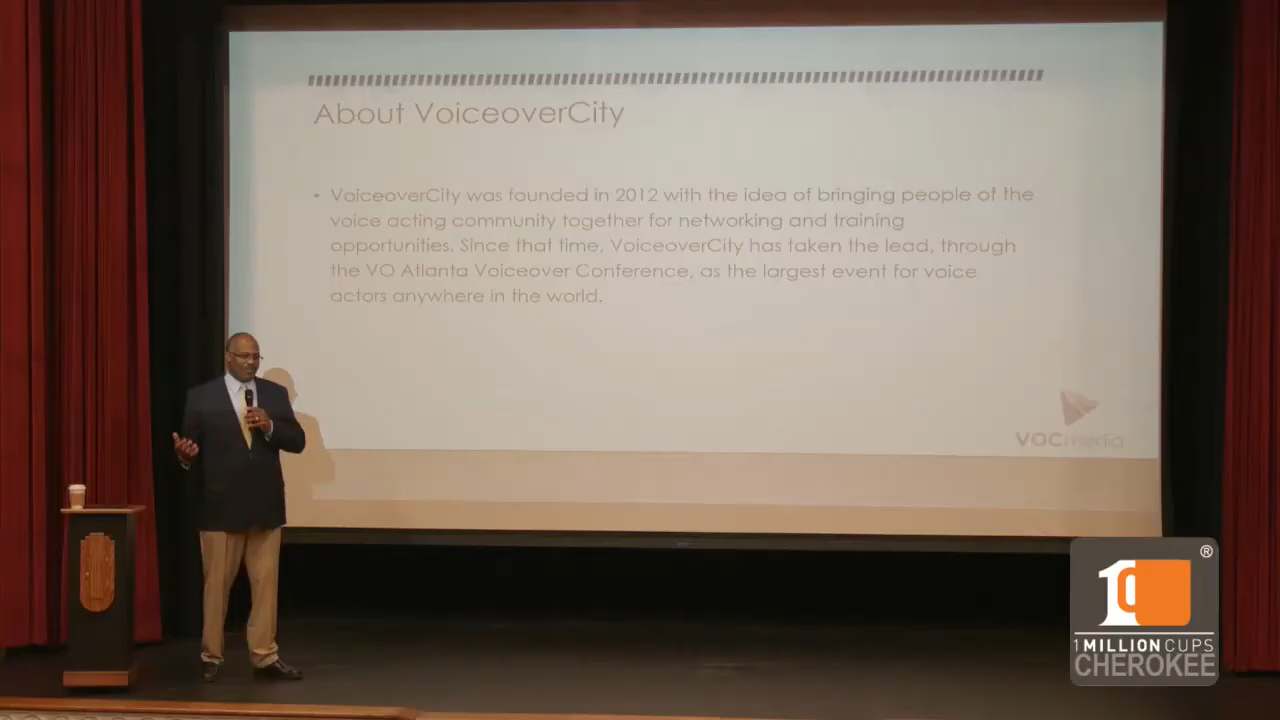 About VoiceoverCity
• VoiceoverCity was founded in 2012 with the idea of bringing people of the
voice acting community together for networking and training
opportunities. Since that time, VoiceoverCity has taken the lead, through
the VO Atlanta Voiceover Conference, as the largest event for voice
actors anywhere in the world.
VOCmedia
10
®
1 MILLION CUPS
CHEROKEE